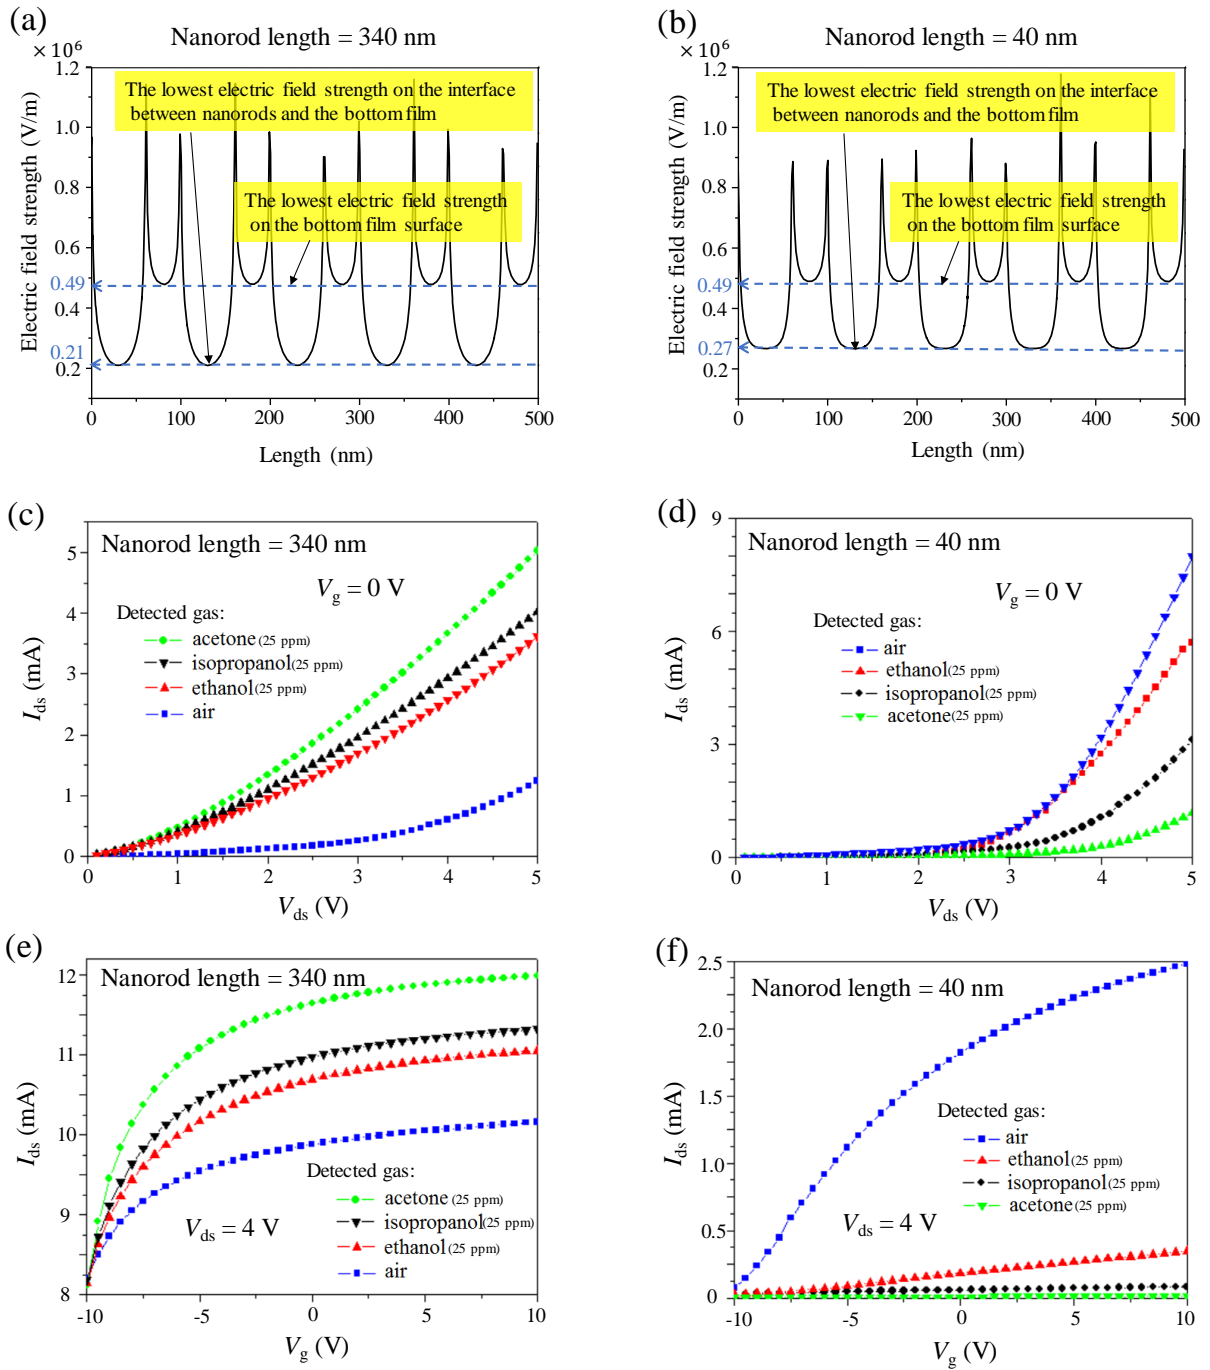 (a)
Nanorod length = 340 nm
× 10⁶
1.2
1.0
0.8
0.6
0.49
0.4
0.21
0.2
Electric field strength (V/m)
The lowest electric field strength on the interface
between nanorods and the bottom film
The lowest electric field strength
on the bottom film surface
0 100 200 300 400 500
Length (nm)
(b)
Nanorod length = 40 nm
× 10⁶
1.2
1.0
0.8
0.6
0.49
0.4
0.27
0.2
Electric field strength (V/m)
The lowest electric field strength on the interface
between nanorods and the bottom film
The lowest electric field strength
on the bottom film surface
0 100 200 300 400 500
Length (nm)
(c)
Nanorod length = 340 nm
V_g = 0 V
Detected gas:
acetone (25 ppm)
isopropanol (25 ppm)
ethanol (25 ppm)
air
5
4
3
2
1
0
I_ds (mA)
0 1 2 3 4 5
V_ds (V)
(d)
Nanorod length = 40 nm
V_g = 0 V
Detected gas:
air
ethanol (25 ppm)
isopropanol (25 ppm)
acetone (25 ppm)
9
6
3
0
I_ds (mA)
0 1 2 3 4 5
V_ds (V)
(e)
Nanorod length = 340 nm
Detected gas:
acetone (25 ppm)
isopropanol (25 ppm)
ethanol (25 ppm)
air
V_ds = 4 V
12
11
10
9
8
I_ds (mA)
-10 -5 0 5 10
V_g (V)
(f)
Nanorod length = 40 nm
Detected gas:
air
ethanol (25 ppm)
isopropanol (25 ppm)
acetone (25 ppm)
V_ds = 4 V
2.5
2.0
1.5
1.0
0.5
0
I_ds (mA)
-10 -5 0 5 10
V_g (V)